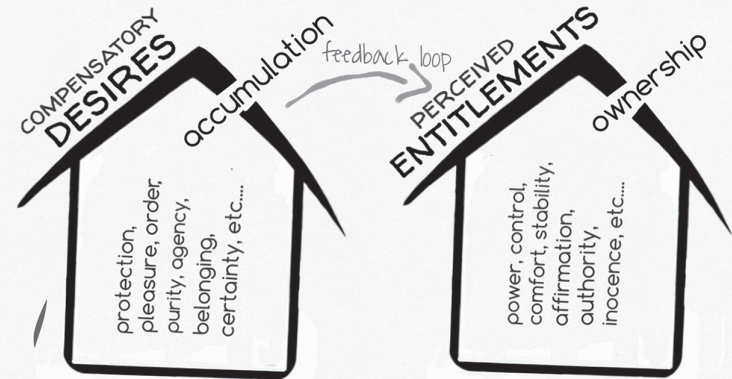 COMPENSATORY
DESIRES
accumulation
protection,
pleasure, order,
purity, agency,
belonging,
certainty, etc....
feedback loop
PERCEIVED
ENTITLEMENTS
ownership
power, control,
comfort, stability,
affirmation,
authority,
inocence, etc....